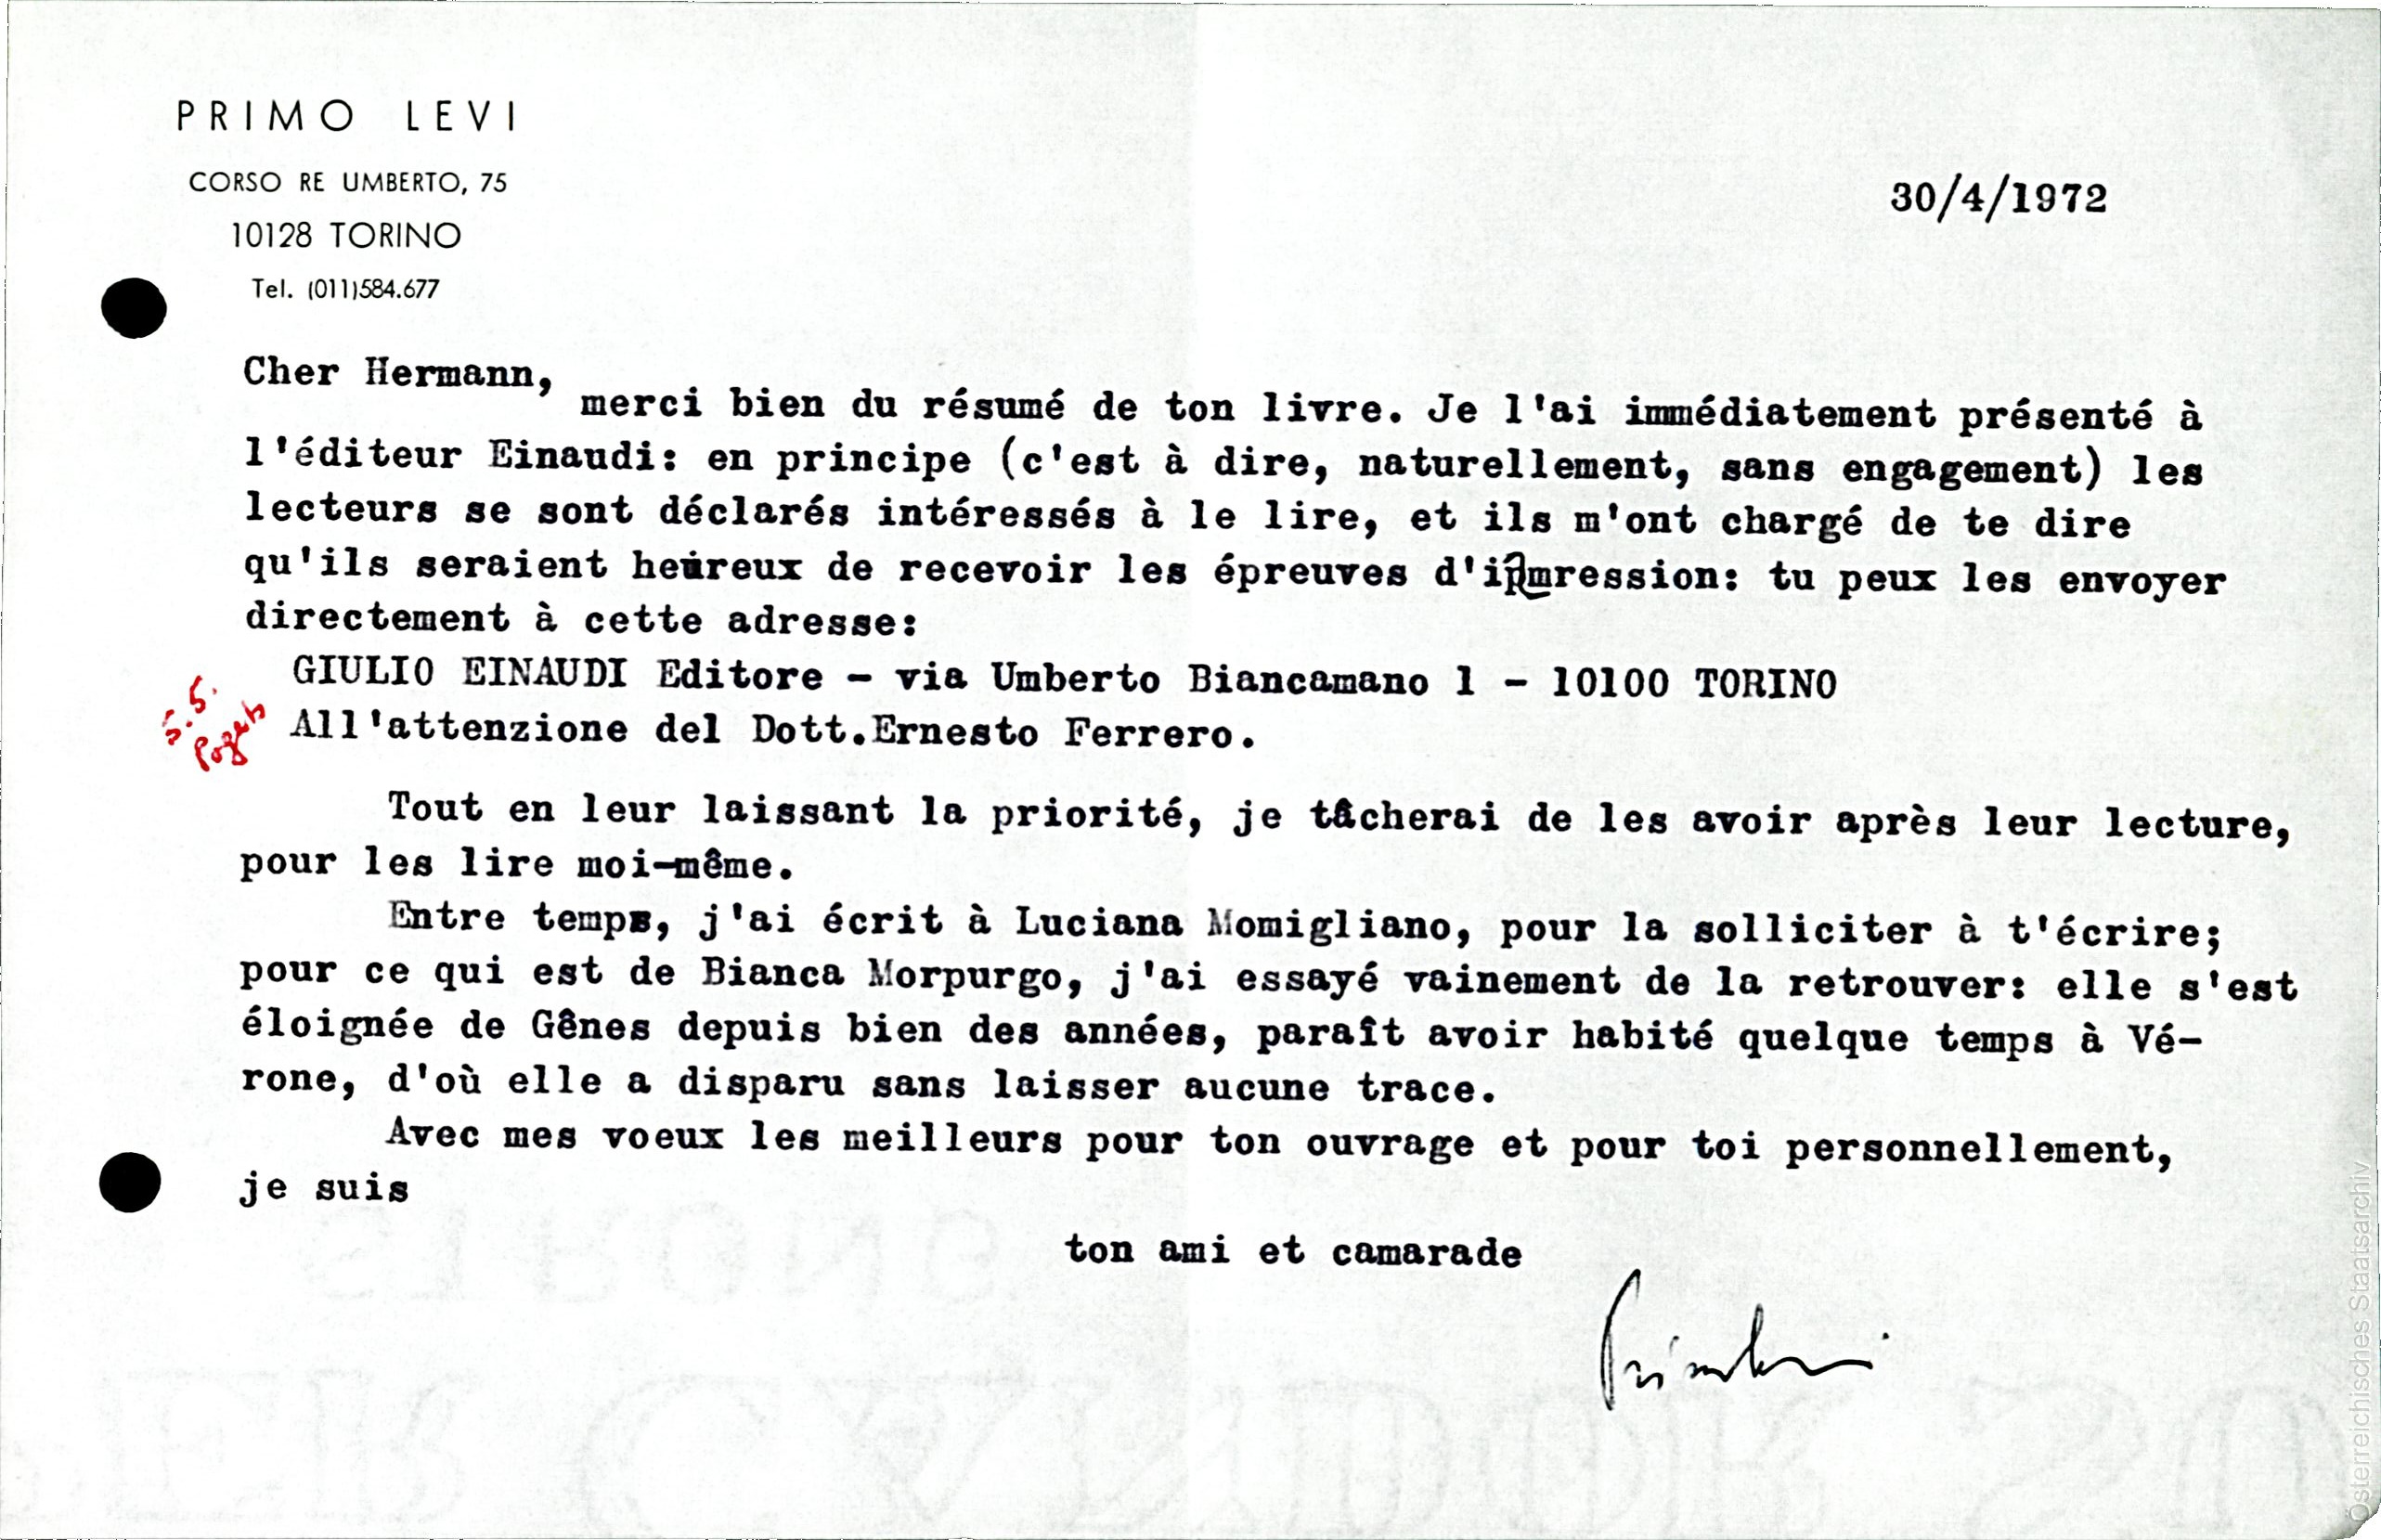 PRIMO LEVI
CORSO RE UMBERTO, 75
10128 TORINO
Tel. (011)584.677
30/4/1972
Cher Hermann,
merci bien du résumé de ton livre. Je l'ai immédiatement présenté à
l'éditeur Einaudi: en principe (c'est à dire, naturellement, sans engagement) les
lecteurs se sont déclarés intéressés à le lire, et ils m'ont chargé de te dire
qu'ils seraient heureux de recevoir les épreuves d'ipmression: tu peux les envoyer
directement à cette adresse:
GIULIO EINAUDI Editore - via Umberto Biancamano 1 - 10100 TORINO
5.5.
All'attenzione del Dott.Ernesto Ferrero.
Tout en leur laissant la priorité, je tâcherai de les avoir après leur lecture,
pour les lire moi-même.
Entre temps, j'ai écrit à Luciana Momigliano, pour la solliciter à t'écrire;
pour ce qui est de Bianca Morpurgo, j'ai essayé vainement de la retrouver: elle s'est
éloignée de Gênes depuis bien des années, paraît avoir habité quelque temps à Vé-
rone, d'où elle a disparu sans laisser aucune trace.
Avec mes voeux les meilleurs pour ton ouvrage et pour toi personnellement,
je suis
ton ami et camarade
Primo Levi
Österreichisches Staatsarchiv